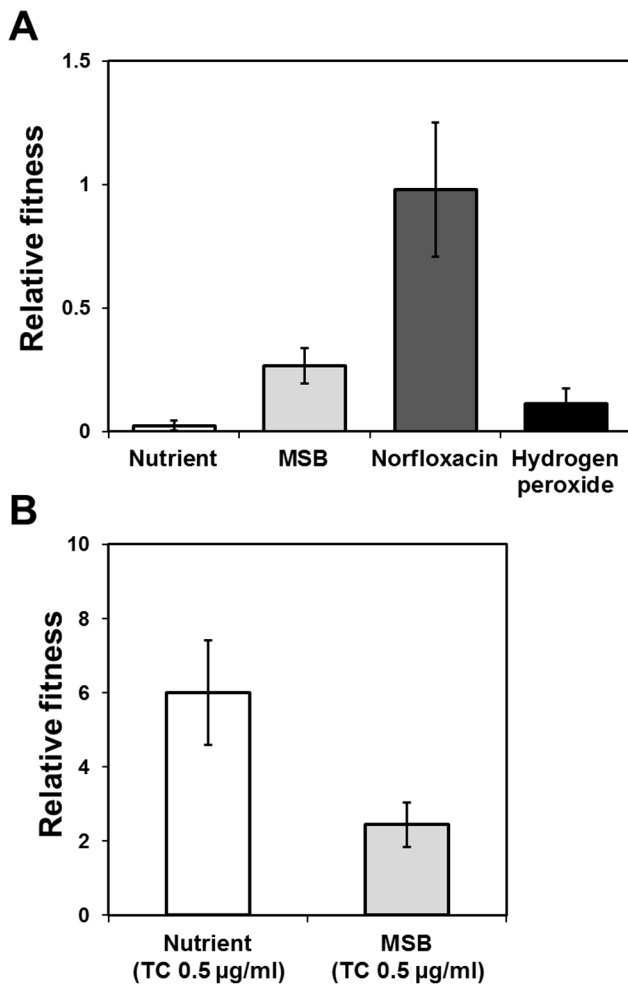 A
Relative fitness
1.5
1
0.5
0
Nutrient
MSB
Norfloxacin
Hydrogen
peroxide
B
Relative fitness
10
8
6
4
2
0
Nutrient
(TC 0.5 µg/ml)
MSB
(TC 0.5 µg/ml)